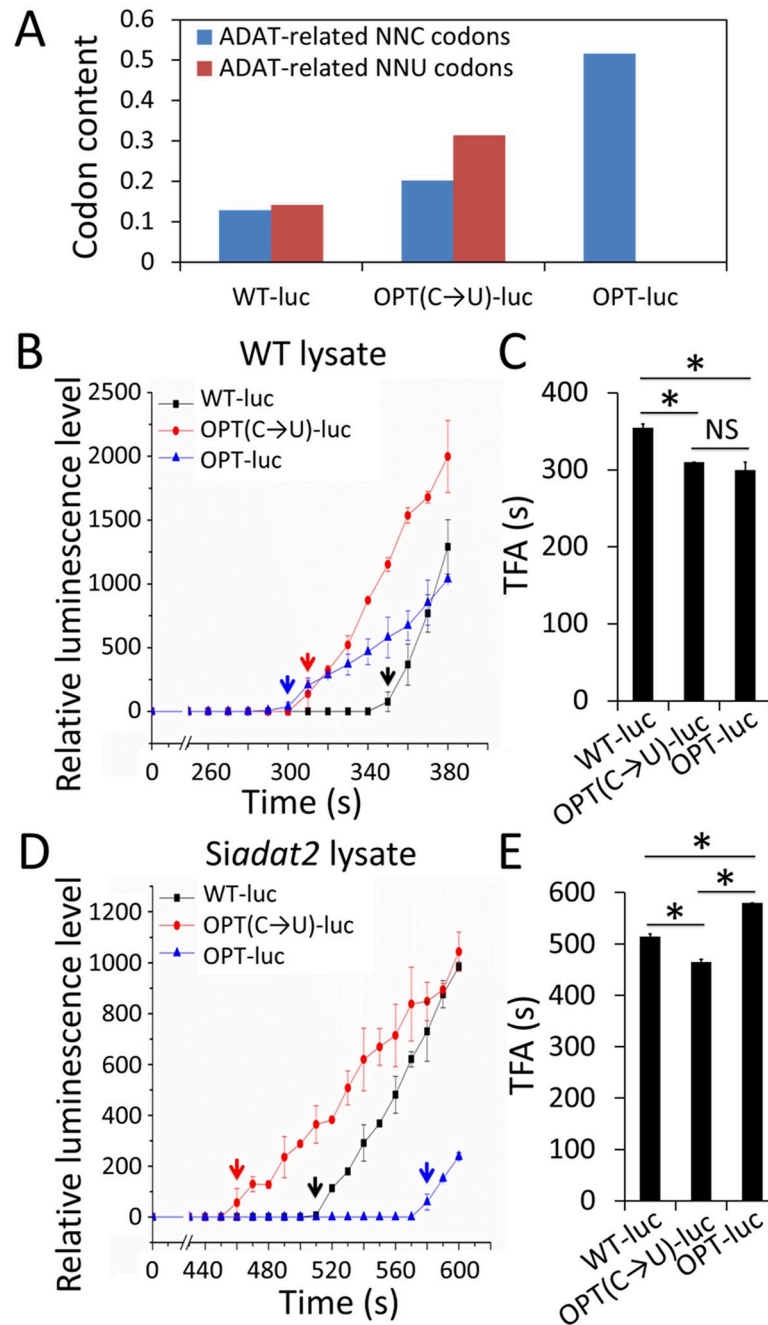 A
ADAT-related NNC codons
ADAT-related NNU codons
Codon content
0.6
0.5
0.4
0.3
0.2
0.1
0
WT-luc
OPT(C→U)-luc
OPT-luc
B
WT lysate
WT-luc
OPT(C→U)-luc
OPT-luc
Relative luminescence level
2500
2000
1500
1000
500
0
0 260 300 340 380
Time (s)
C
*
*
NS
TFA (s)
400
300
200
100
0
WT-luc
OPT(C→U)-luc
OPT-luc
D
Siadat2 lysate
WT-luc
OPT(C→U)-luc
OPT-luc
Relative luminescence level
1200
1000
800
600
400
200
0
0 440 480 520 560 600
Time (s)
E
*
*
*
TFA (s)
600
500
400
300
200
100
0
WT-luc
OPT(C→U)-luc
OPT-luc